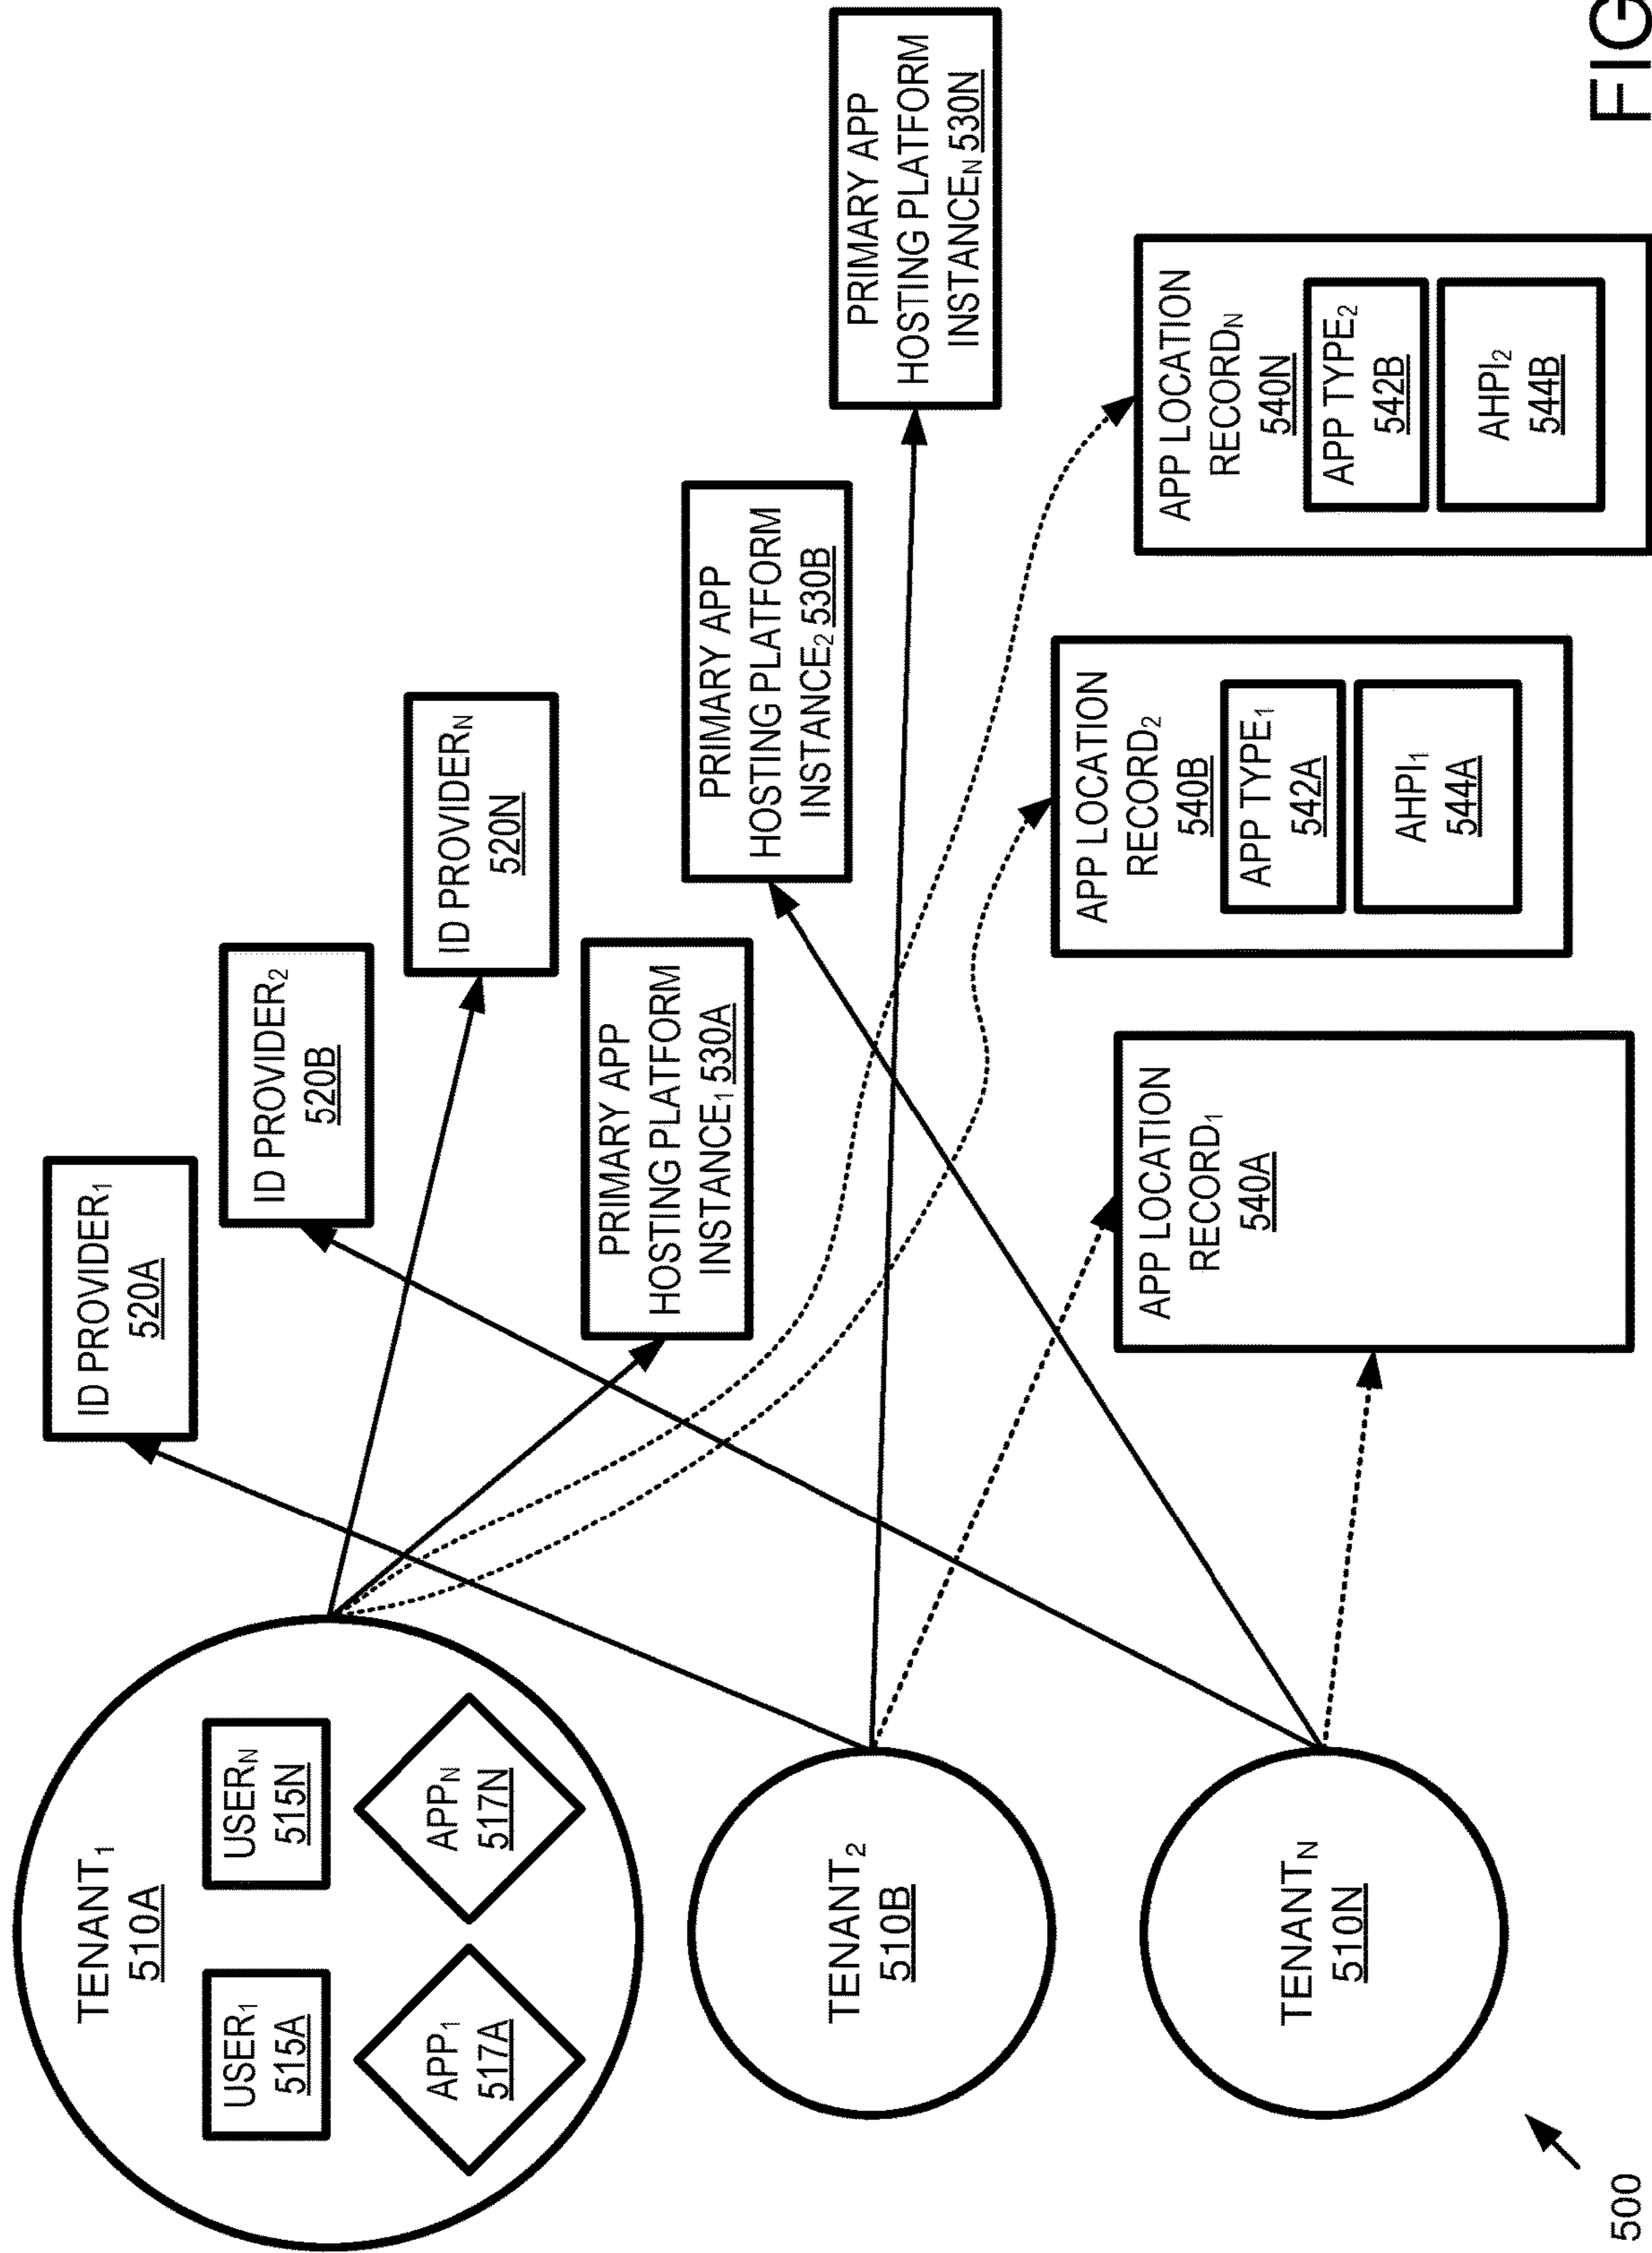 TENANT₁
510A
USER₁
515A
USERN
515N
APP₁
517A
APPN
517N
TENANT₂
510B
TENANTN
510N
ID PROVIDER₁
520A
ID PROVIDER₂
520B
ID PROVIDERN
520N
PRIMARY APP
HOSTING PLATFORM
INSTANCE₁ 530A
PRIMARY APP
HOSTING PLATFORM
INSTANCE₂ 530B
PRIMARY APP
HOSTING PLATFORM
INSTANCEN 530N
APP LOCATION
RECORD₁
540A
APP LOCATION
RECORD₂
540B
APP TYPE₁
542A
AHPI₁
544A
APP LOCATION
RECORDN
540N
APP TYPE₂
542B
AHPI₂
544B
500
FIG